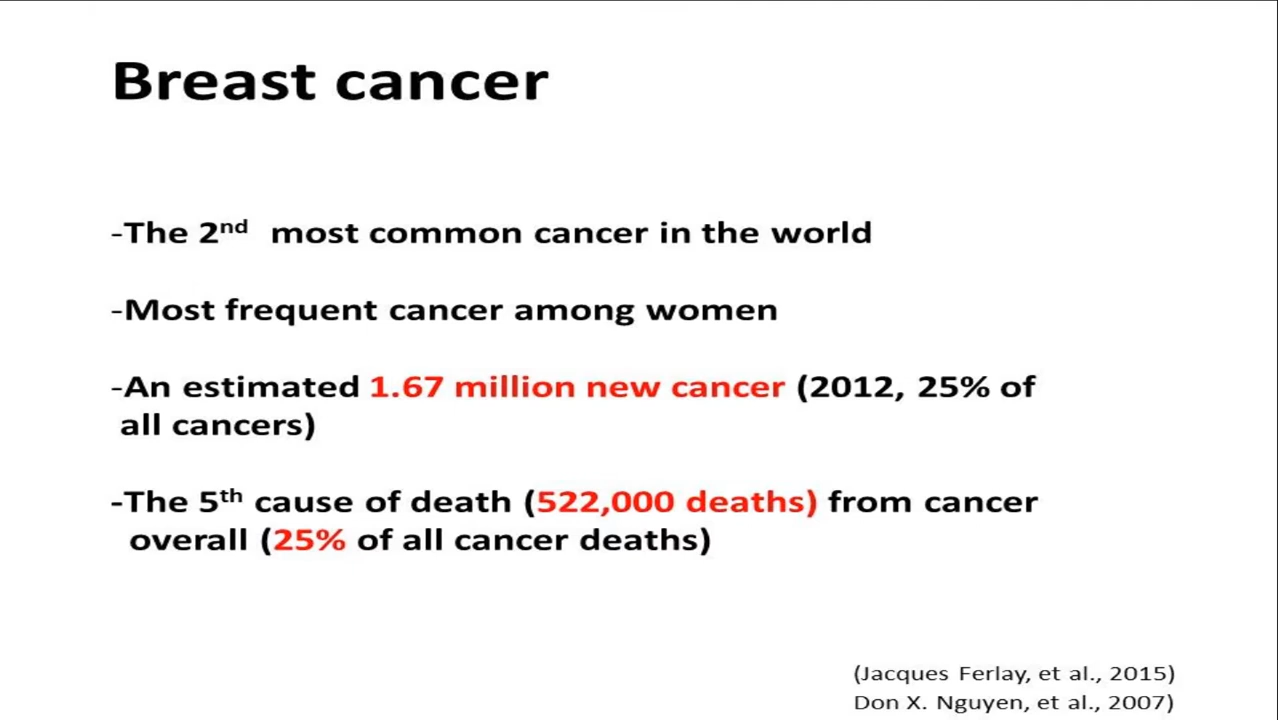 Breast cancer
-The 2nd most common cancer in the world
-Most frequent cancer among women
-An estimated 1.67 million new cancer (2012, 25% of
all cancers)
-The 5th cause of death (522,000 deaths) from cancer
overall (25% of all cancer deaths)
(Jacques Ferlay, et al., 2015)
Don X. Nguyen, et al., 2007)